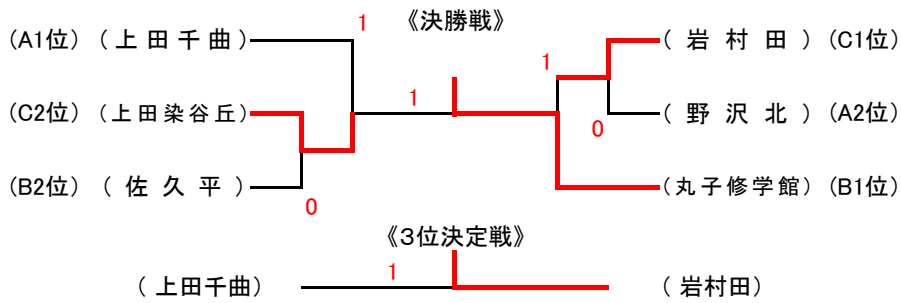 1 《決勝戦》
(A1位) ( 上田千曲 ) ( 岩 村 田 ) (C1位)
1
1
(C2位) (上田染谷丘) ( 野 沢 北 ) (A2位)
0
(B2位) ( 佐 久 平 ) (丸子修学館) (B1位)
0
《3位決定戦》
1
( 上田千曲) ( 岩村田)